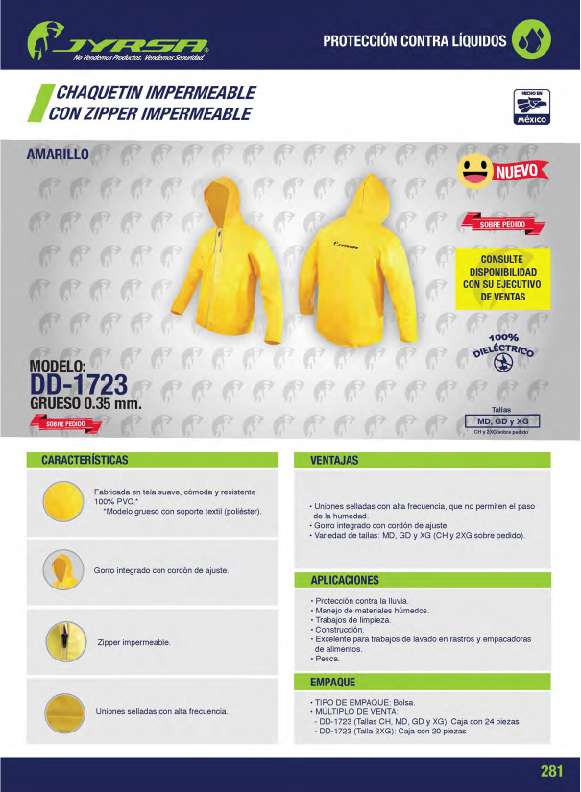 JYRSA®
No Vendemos Productos. Vendemos Seguridad.
PROTECCIÓN CONTRA LÍQUIDOS
CHAQUETIN IMPERMEABLE
CON ZIPPER IMPERMEABLE
HECHO EN
MÉXICO
AMARILLO
NUEVO
SOBRE PEDIDO
CONSULTE
DISPONIBILIDAD
CON SU EJECUTIVO
DE VENTAS
JYRSA
100%
DIELÉCTRICO
MODELO:
DD-1723
GRUESO 0.35 mm.
SOBRE PEDIDO
Tallas
MD, GD y XG
CH y 2XG sobre pedido
CARACTERÍSTICAS
Fabricada en tela suave, cómoda y resistente
100% PVC.*
*Modelo grueso con soporte textil (poliéster).
Gorro integrado con cordón de ajuste.
Zipper impermeable.
Uniones selladas con alta frecuencia.
VENTAJAS
• Uniones selladas con alta frecuencia, que no permiten el paso
de la humedad.
• Gorro integrado con cordón de ajuste
• Variedad de tallas: MD, GD y XG (CH y 2XG sobre pedido).
APLICACIONES
• Protección contra la lluvia.
• Manejo de materiales húmedos.
• Trabajos de limpieza.
• Construcción.
• Excelente para trabajos de lavado en rastros y empacadoras
de alimentos.
• Pesca.
EMPAQUE
• TIPO DE EMPAQUE: Bolsa.
• MÚLTIPLO DE VENTA:
- DD-1723 (Tallas CH, MD, GD y XG): Caja con 24 piezas
- DD-1723 (Talla 2XG): Caja con 20 piezas
281